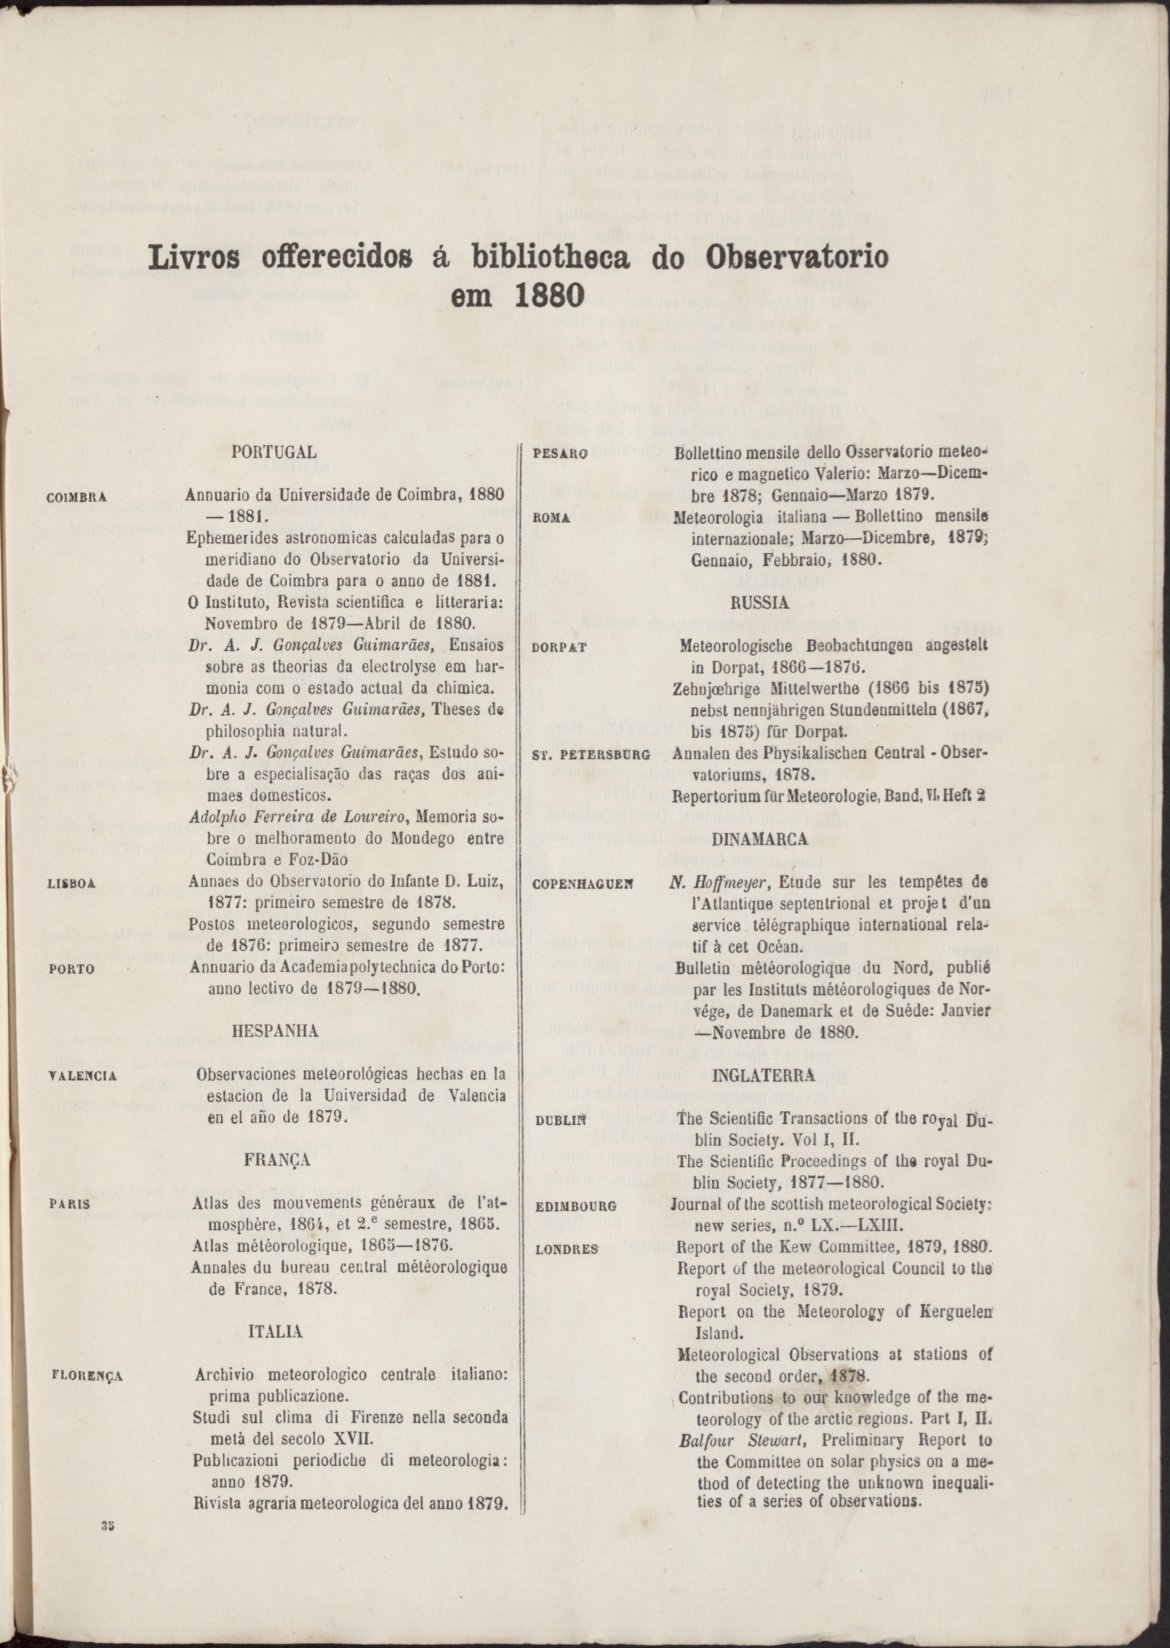 Livros offerecidos á bibliotheca do Observatorio
em 1880
PORTUGAL
COIMBRA Annuario da Universidade de Coimbra, 1880
— 1881.
Ephemerides astronomicas calculadas para o
meridiano do Observatorio da Universi-
dade de Coimbra para o anno de 1881.
O Instituto, Revista scientifica e litteraria:
Novembro de 1879—Abril de 1880.
Dr. A. J. Gonçalves Guimarães, Ensaios
sobre as theorias da electrolyse em har-
monia com o estado actual da chimica.
Dr. A. J. Gonçalves Guimarães, Theses de
philosophia natural.
Dr. A. J. Gonçalves Guimarães, Estudo so-
bre a especialisação das raças dos ani-
maes domesticos.
Adolpho Ferreira de Loureiro, Memoria so-
bre o melhoramento do Mondego entre
Coimbra e Foz-Dão
LISBOA Annaes do Observatorio do Infante D. Luiz,
1877: primeiro semestre de 1878.
Postos meteorologicos, segundo semestre
de 1876: primeiro semestre de 1877.
PORTO Annuario da Academia polytechnica do Porto:
anno lectivo de 1879—1880.
HESPANHA
VALENCIA Observaciones meteorológicas hechas en la
estacion de la Universidad de Valencia
en el año de 1879.
FRANÇA
PARIS Atlas des mouvements généraux de l'at-
mosphère, 1864, et 2.e semestre, 1865.
Atlas météorologique, 1865—1876.
Annales du bureau central météorologique
de France, 1878.
ITALIA
FLORENÇA Archivio meteorologico centrale italiano:
prima publicazione.
Studi sul clima di Firenze nella seconda
metà del secolo XVII.
Publicazioni periodiche di meteorologia:
anno 1879.
Rivista agraria meteorologica del anno 1879.
35
PESARO Bollettino mensile dello Osservatorio meteo-
rico e magnetico Valerio: Marzo—Dicem-
bre 1878; Gennaio—Marzo 1879.
ROMA Meteorologia italiana — Bollettino mensile
internazionale; Marzo—Dicembre, 1879;
Gennaio, Febbraio, 1880.
RUSSIA
DORPAT Meteorologische Beobachtungen angestelt
in Dorpat, 1866—1876.
Zehnjœhrige Mittelwerthe (1866 bis 1875)
nebst neunjährigen Stundenmitteln (1867,
bis 1875) für Dorpat.
ST. PETERSBURG Annalen des Physikalischen Central - Obser-
vatoriums, 1878.
Repertorium für Meteorologie, Band, VI, Heft 2
DINAMARCA
COPENHAGUEN N. Hoffmeyer, Etude sur les tempêtes de
l'Atlantique septentrional et projet d'un
service télégraphique international rela-
tif à cet Océan.
Bulletin météorologique du Nord, publié
par les Instituts météorologiques de Nor-
vége, de Danemark et de Suéde: Janvier
—Novembre de 1880.
INGLATERRA
DUBLIN The Scientific Transactions of the royal Du-
blin Society. Vol I, II.
The Scientific Proceedings of the royal Du-
blin Society, 1877—1880.
EDIMBOURG Journal of the scottish meteorological Society:
new series, n.º LX.—LXIII.
LONDRES Report of the Kew Committee, 1879, 1880.
Report of the meteorological Council to the
royal Society, 1879.
Report on the Meteorology of Kerguelen
Island.
Meteorological Observations at stations of
the second order, 1878.
Contributions to our knowledge of the me-
teorology of the arctic regions. Part I, II.
Balfour Stewart, Preliminary Report to
the Committee on solar physics on a me-
thod of detecting the unknown inequali-
ties of a series of observations.